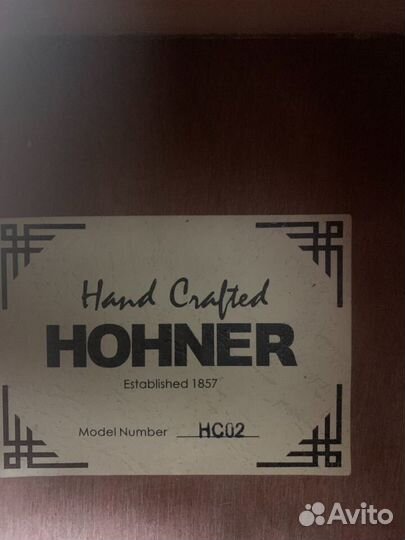 Hand Crafted
HOHNER
Established 1857
Model Number HC02
Avito